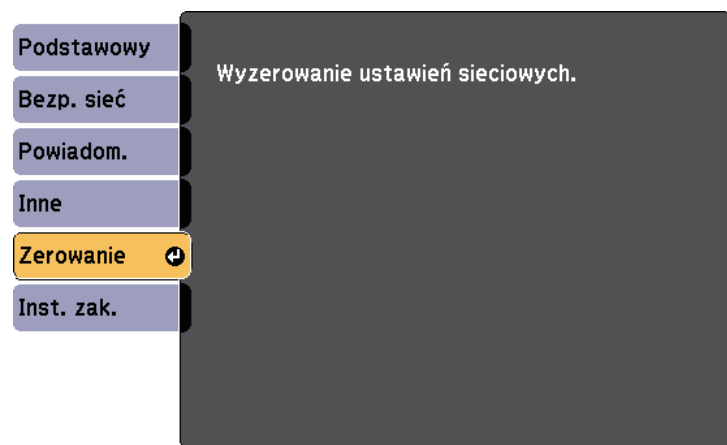 Podstawowy
Bezp. sieć
Powiadom.
Inne
Zerowanie
Inst. zak.
Wyzerowanie ustawień sieciowych.